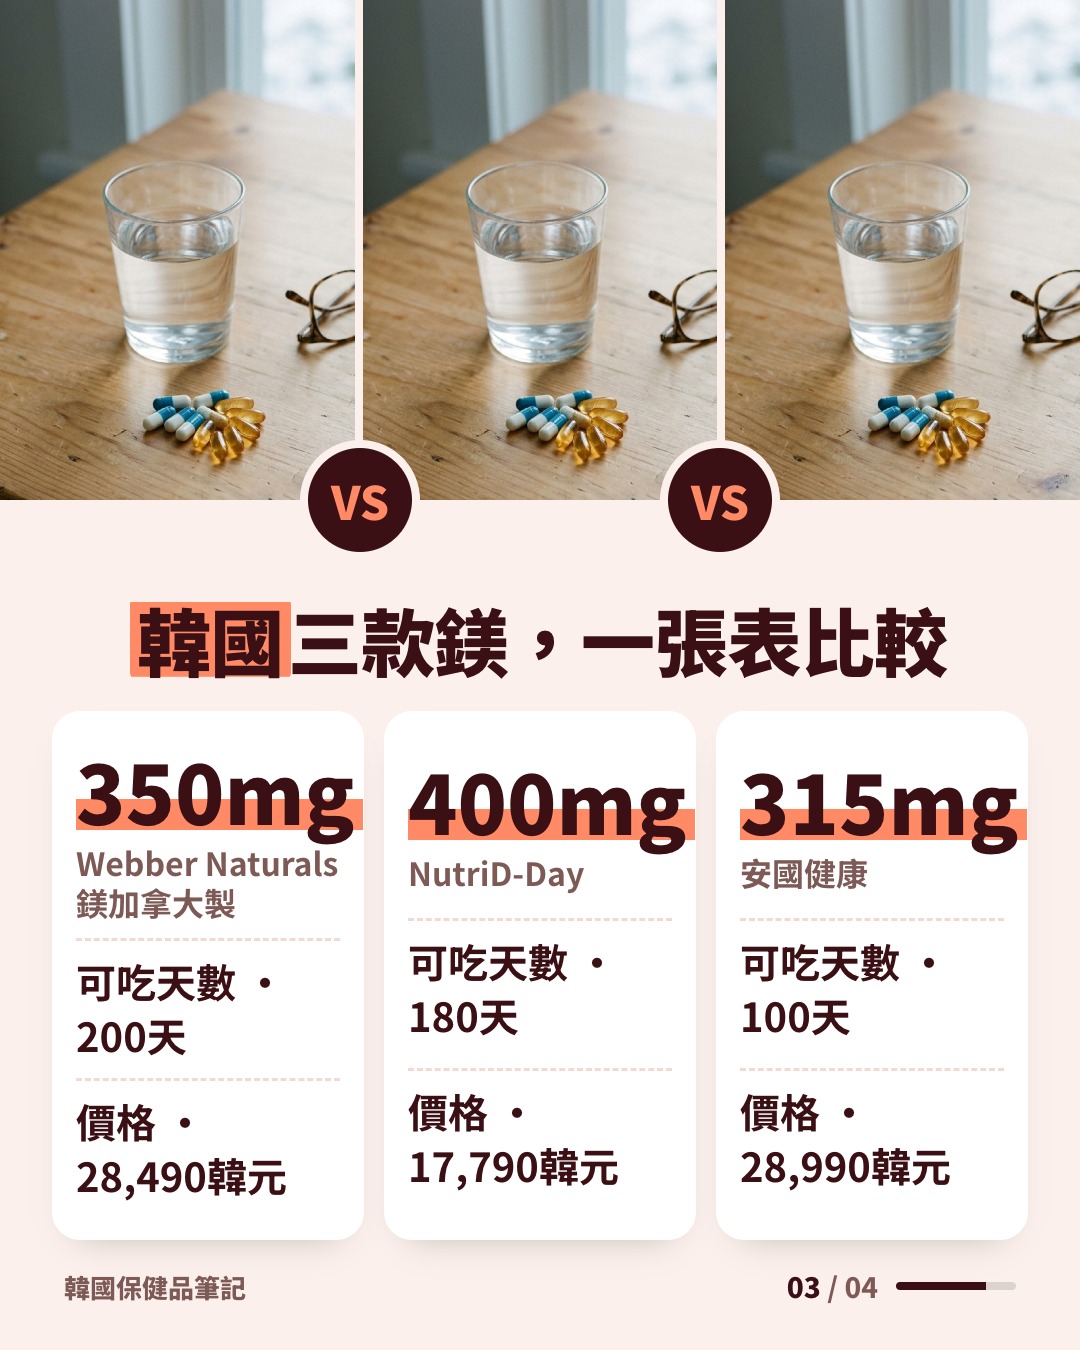 VS
VS
韓國三款鎂，一張表比較
350mg
Webber Naturals
鎂加拿大製
可吃天數・
200天
價格・
28,490韓元
400mg
NutriD-Day
可吃天數・
180天
價格・
17,790韓元
315mg
安國健康
可吃天數・
100天
價格・
28,990韓元
韓國保健品筆記
03 / 04